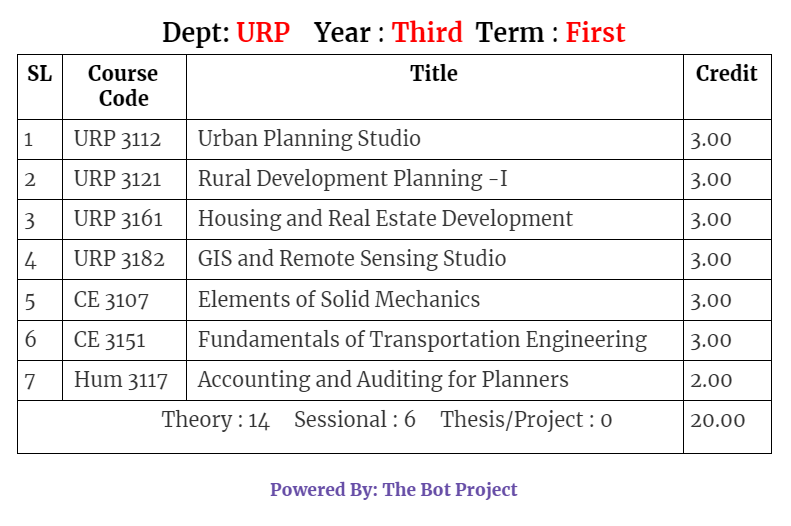 Dept: URP Year : Third Term : First
SL Course Code Title Credit
1 URP 3112 Urban Planning Studio 3.00
2 URP 3121 Rural Development Planning -I 3.00
3 URP 3161 Housing and Real Estate Development 3.00
4 URP 3182 GIS and Remote Sensing Studio 3.00
5 CE 3107 Elements of Solid Mechanics 3.00
6 CE 3151 Fundamentals of Transportation Engineering 3.00
7 Hum 3117 Accounting and Auditing for Planners 2.00
Theory : 14 Sessional : 6 Thesis/Project : 0 20.00
Powered By: The Bot Project